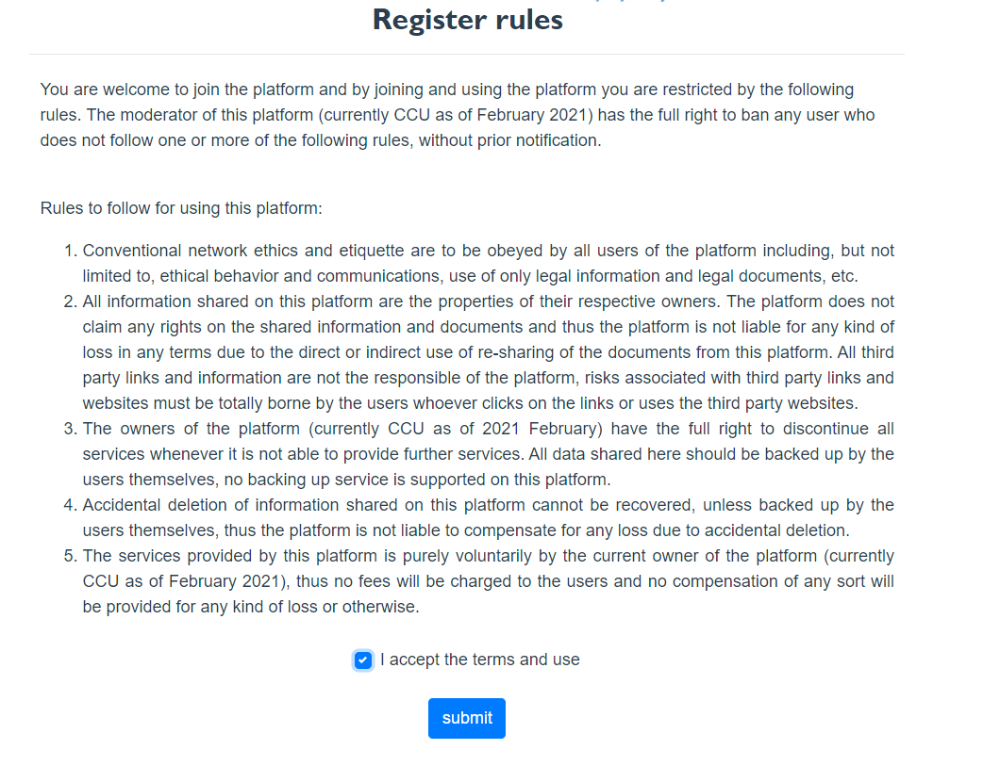 Register rules
You are welcome to join the platform and by joining and using the platform you are restricted by the following
rules. The moderator of this platform (currently CCU as of February 2021) has the full right to ban any user who
does not follow one or more of the following rules, without prior notification.
Rules to follow for using this platform:
1. Conventional network ethics and etiquette are to be obeyed by all users of the platform including, but not
limited to, ethical behavior and communications, use of only legal information and legal documents, etc.
2. All information shared on this platform are the properties of their respective owners. The platform does not
claim any rights on the shared information and documents and thus the platform is not liable for any kind of
loss in any terms due to the direct or indirect use of re-sharing of the documents from this platform. All third
party links and information are not the responsible of the platform, risks associated with third party links and
websites must be totally borne by the users whoever clicks on the links or uses the third party websites.
3. The owners of the platform (currently CCU as of 2021 February) have the full right to discontinue all
services whenever it is not able to provide further services. All data shared here should be backed up by the
users themselves, no backing up service is supported on this platform.
4. Accidental deletion of information shared on this platform cannot be recovered, unless backed up by the
users themselves, thus the platform is not liable to compensate for any loss due to accidental deletion.
5. The services provided by this platform is purely voluntarily by the current owner of the platform (currently
CCU as of February 2021), thus no fees will be charged to the users and no compensation of any sort will
be provided for any kind of loss or otherwise.
I accept the terms and use
submit